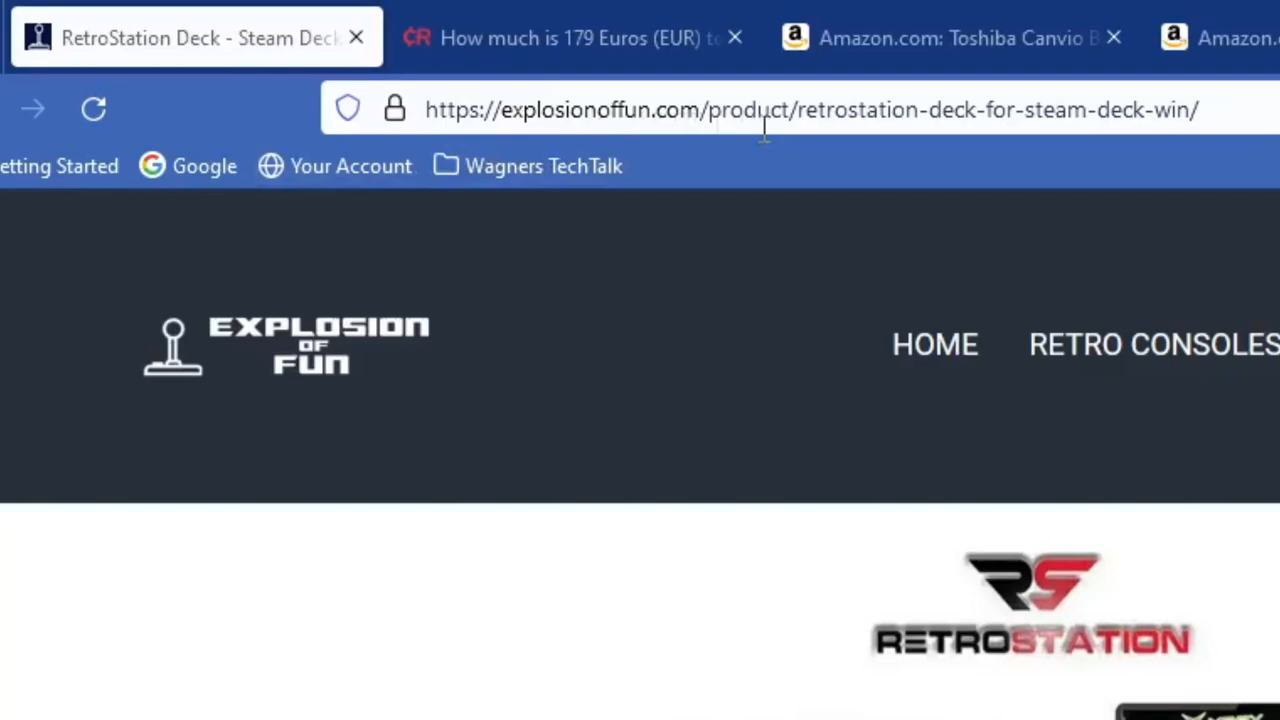 RetroStation Deck - Steam Deck
How much is 179 Euros (EUR) to
Amazon.com: Toshiba Canvio B
Amazon.
https://explosionoffun.com/product/retrostation-deck-for-steam-deck-win/
etting Started
Google
Your Account
Wagners TechTalk
EXPLOSION
OF
FUN
HOME
RETRO CONSOLES
RS
RETROSTATION